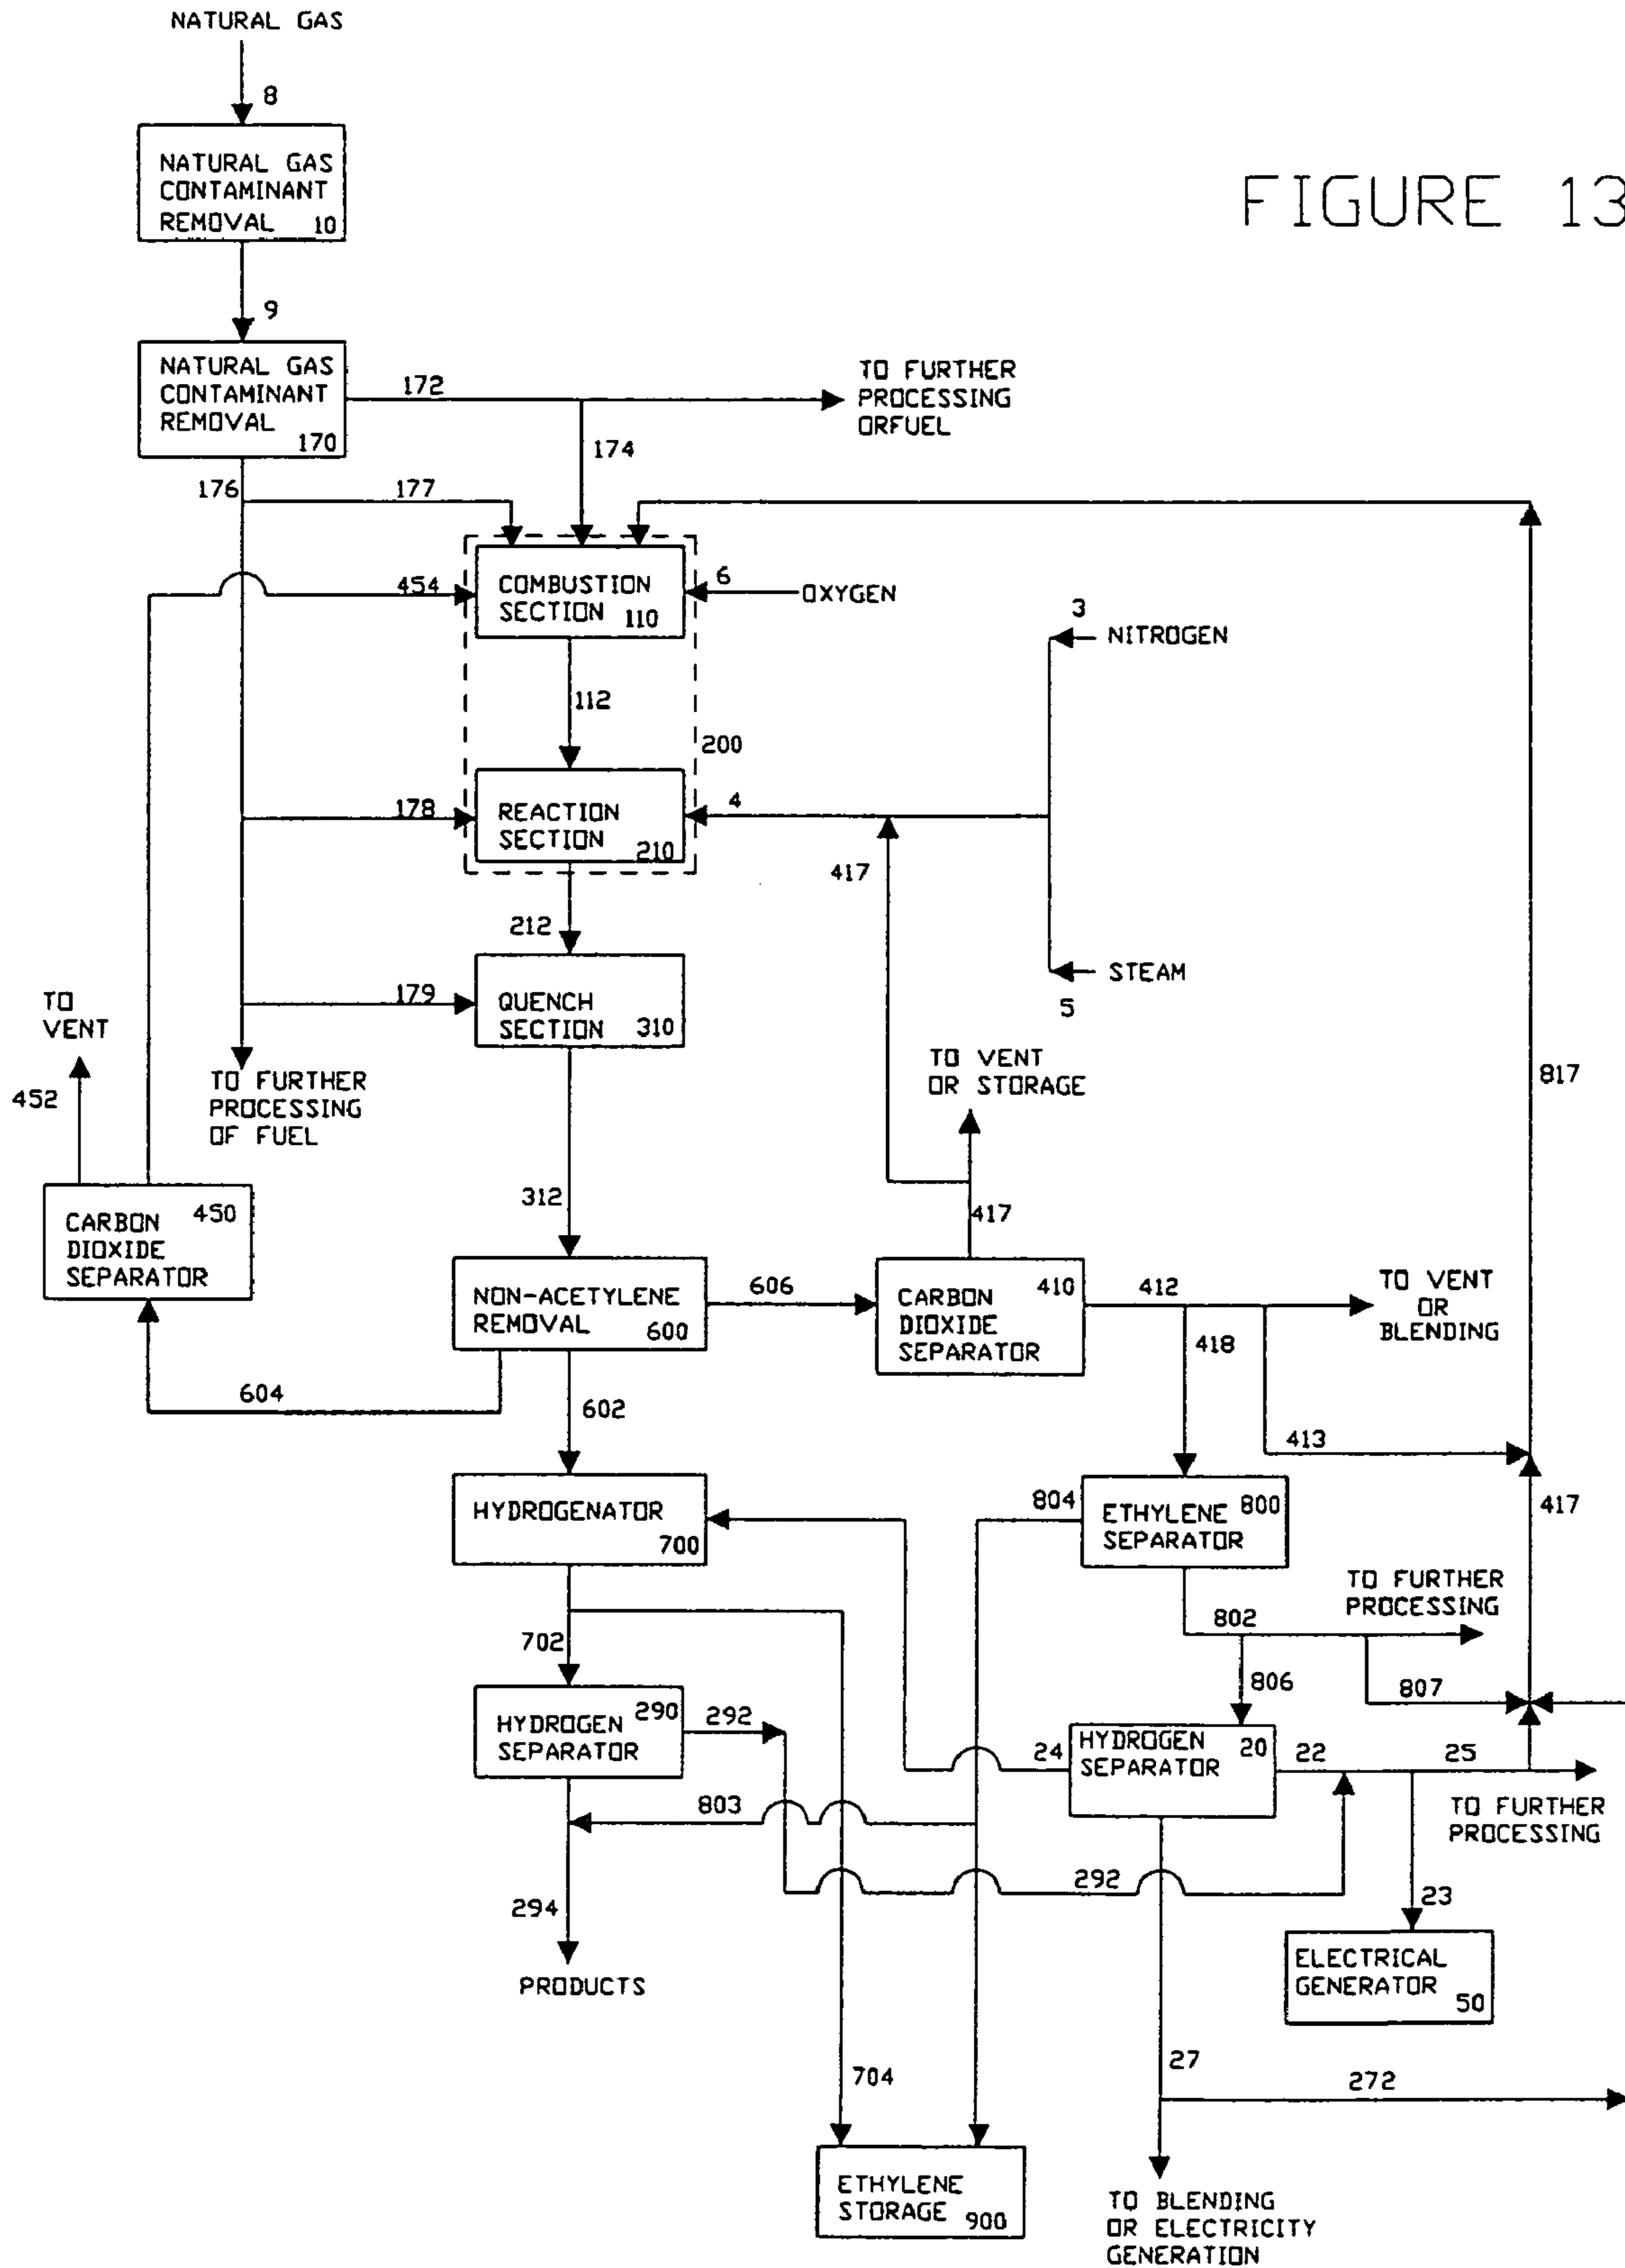 NATURAL GAS
8
FIGURE 13
NATURAL GAS
CONTAMINANT
REMOVAL 10
9
NATURAL GAS
CONTAMINANT
REMOVAL
170
172
TO FURTHER
PROCESSING
ORFUEL
174
176
177
454
COMBUSTION
SECTION 110
6
OXYGEN
3
NITROGEN
112
200
178
REACTION
SECTION
210
4
417
212
STEAM
5
179
QUENCH
SECTION 310
TO
VENT
452
TO FURTHER
PROCESSING
OF FUEL
TO VENT
OR STORAGE
817
312
417
450
CARBON
DIOXIDE
SEPARATOR
NON-ACETYLENE
REMOVAL 600
606
410
CARBON
DIOXIDE
SEPARATOR
412
418
TO VENT
OR
BLENDING
604
602
413
HYDROGENATOR
700
804
ETHYLENE 800
SEPARATOR
417
TO FURTHER
PROCESSING
802
702
806
807
290
HYDROGEN
SEPARATOR
292
24
HYDROGEN
20
SEPARATOR
22
25
803
TO FURTHER
PROCESSING
292
294
23
PRODUCTS
ELECTRICAL
GENERATOR
50
704
27
272
ETHYLENE
STORAGE 900
TO BLENDING
OR ELECTRICITY
GENERATION